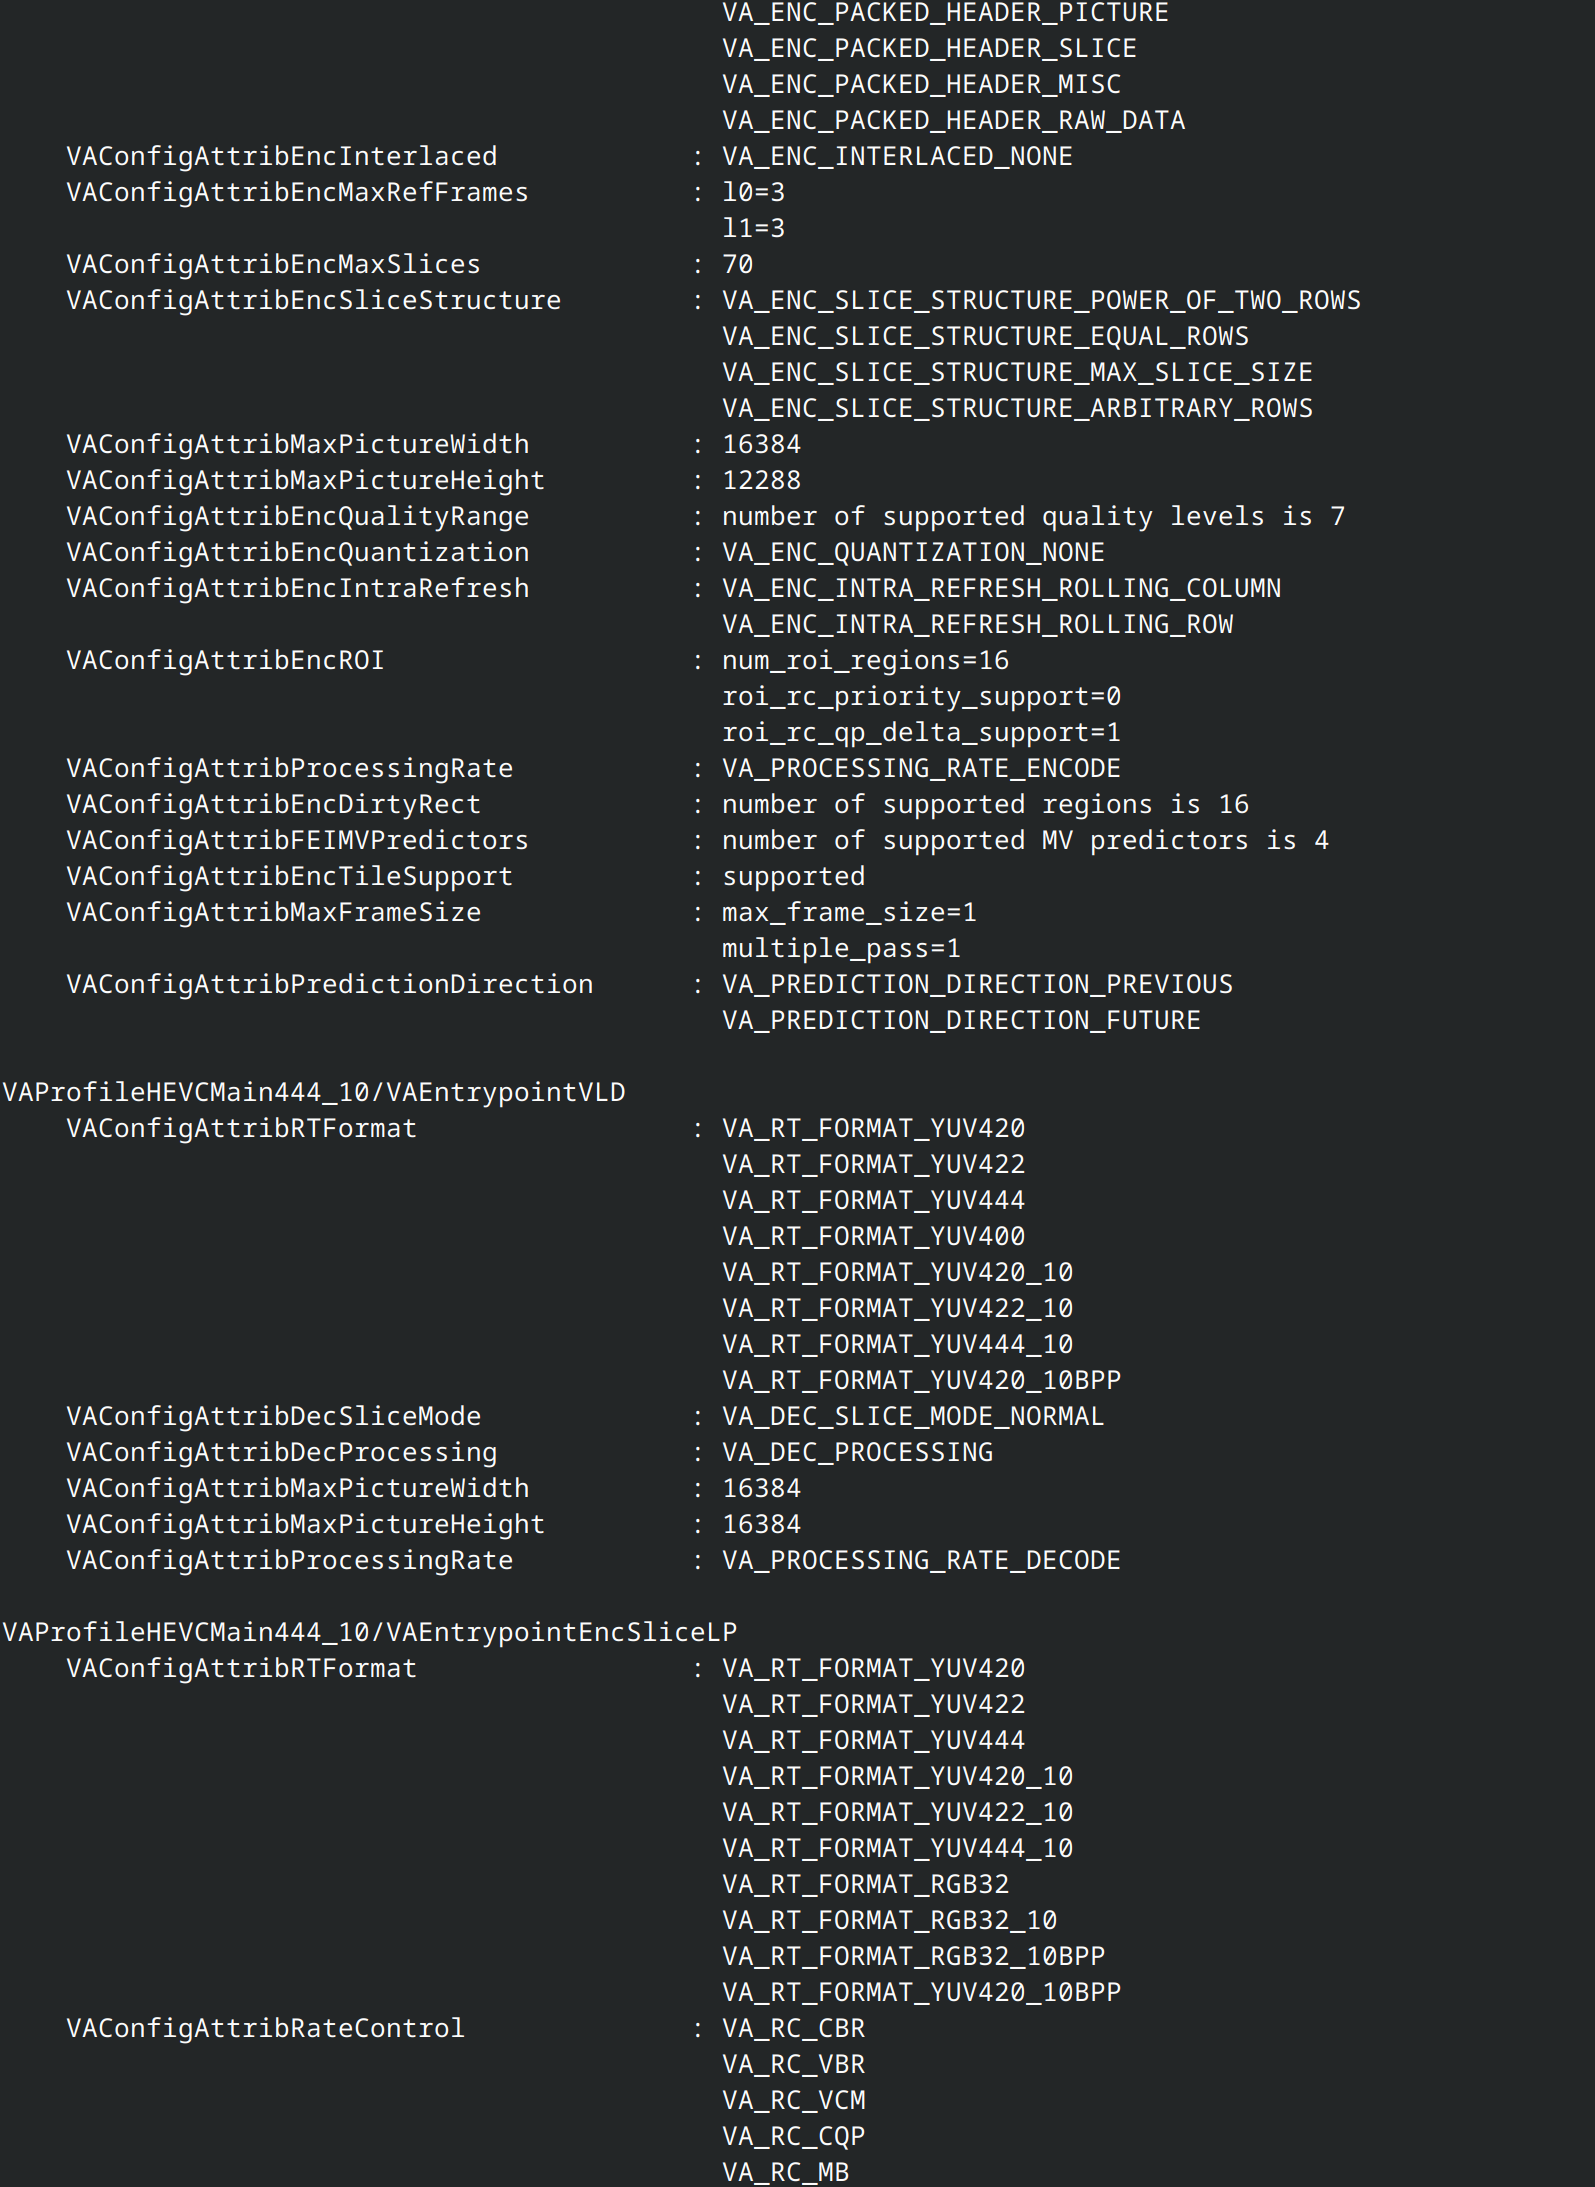 VA_ENC_PACKED_HEADER_PICTURE
VA_ENC_PACKED_HEADER_SLICE
VA_ENC_PACKED_HEADER_MISC
VA_ENC_PACKED_HEADER_RAW_DATA
VAConfigAttribEncInterlaced : VA_ENC_INTERLACED_NONE
VAConfigAttribEncMaxRefFrames : l0=3
l1=3
VAConfigAttribEncMaxSlices : 70
VAConfigAttribEncSliceStructure : VA_ENC_SLICE_STRUCTURE_POWER_OF_TWO_ROWS
VA_ENC_SLICE_STRUCTURE_EQUAL_ROWS
VA_ENC_SLICE_STRUCTURE_MAX_SLICE_SIZE
VA_ENC_SLICE_STRUCTURE_ARBITRARY_ROWS
VAConfigAttribMaxPictureWidth : 16384
VAConfigAttribMaxPictureHeight : 12288
VAConfigAttribEncQualityRange : number of supported quality levels is 7
VAConfigAttribEncQuantization : VA_ENC_QUANTIZATION_NONE
VAConfigAttribEncIntraRefresh : VA_ENC_INTRA_REFRESH_ROLLING_COLUMN
VA_ENC_INTRA_REFRESH_ROLLING_ROW
VAConfigAttribEncROI : num_roi_regions=16
roi_rc_priority_support=0
roi_rc_qp_delta_support=1
VAConfigAttribProcessingRate : VA_PROCESSING_RATE_ENCODE
VAConfigAttribEncDirtyRect : number of supported regions is 16
VAConfigAttribFEIMVPredictors : number of supported MV predictors is 4
VAConfigAttribEncTileSupport : supported
VAConfigAttribMaxFrameSize : max_frame_size=1
multiple_pass=1
VAConfigAttribPredictionDirection : VA_PREDICTION_DIRECTION_PREVIOUS
VA_PREDICTION_DIRECTION_FUTURE
VAProfileHEVCMain444_10/VAEntrypointVLD
VAConfigAttribRTFormat : VA_RT_FORMAT_YUV420
VA_RT_FORMAT_YUV422
VA_RT_FORMAT_YUV444
VA_RT_FORMAT_YUV400
VA_RT_FORMAT_YUV420_10
VA_RT_FORMAT_YUV422_10
VA_RT_FORMAT_YUV444_10
VA_RT_FORMAT_YUV420_10BPP
VAConfigAttribDecSliceMode : VA_DEC_SLICE_MODE_NORMAL
VAConfigAttribDecProcessing : VA_DEC_PROCESSING
VAConfigAttribMaxPictureWidth : 16384
VAConfigAttribMaxPictureHeight : 16384
VAConfigAttribProcessingRate : VA_PROCESSING_RATE_DECODE
VAProfileHEVCMain444_10/VAEntrypointEncSliceLP
VAConfigAttribRTFormat : VA_RT_FORMAT_YUV420
VA_RT_FORMAT_YUV422
VA_RT_FORMAT_YUV444
VA_RT_FORMAT_YUV420_10
VA_RT_FORMAT_YUV422_10
VA_RT_FORMAT_YUV444_10
VA_RT_FORMAT_RGB32
VA_RT_FORMAT_RGB32_10
VA_RT_FORMAT_RGB32_10BPP
VA_RT_FORMAT_YUV420_10BPP
VAConfigAttribRateControl : VA_RC_CBR
VA_RC_VBR
VA_RC_VCM
VA_RC_CQP
VA_RC_MB